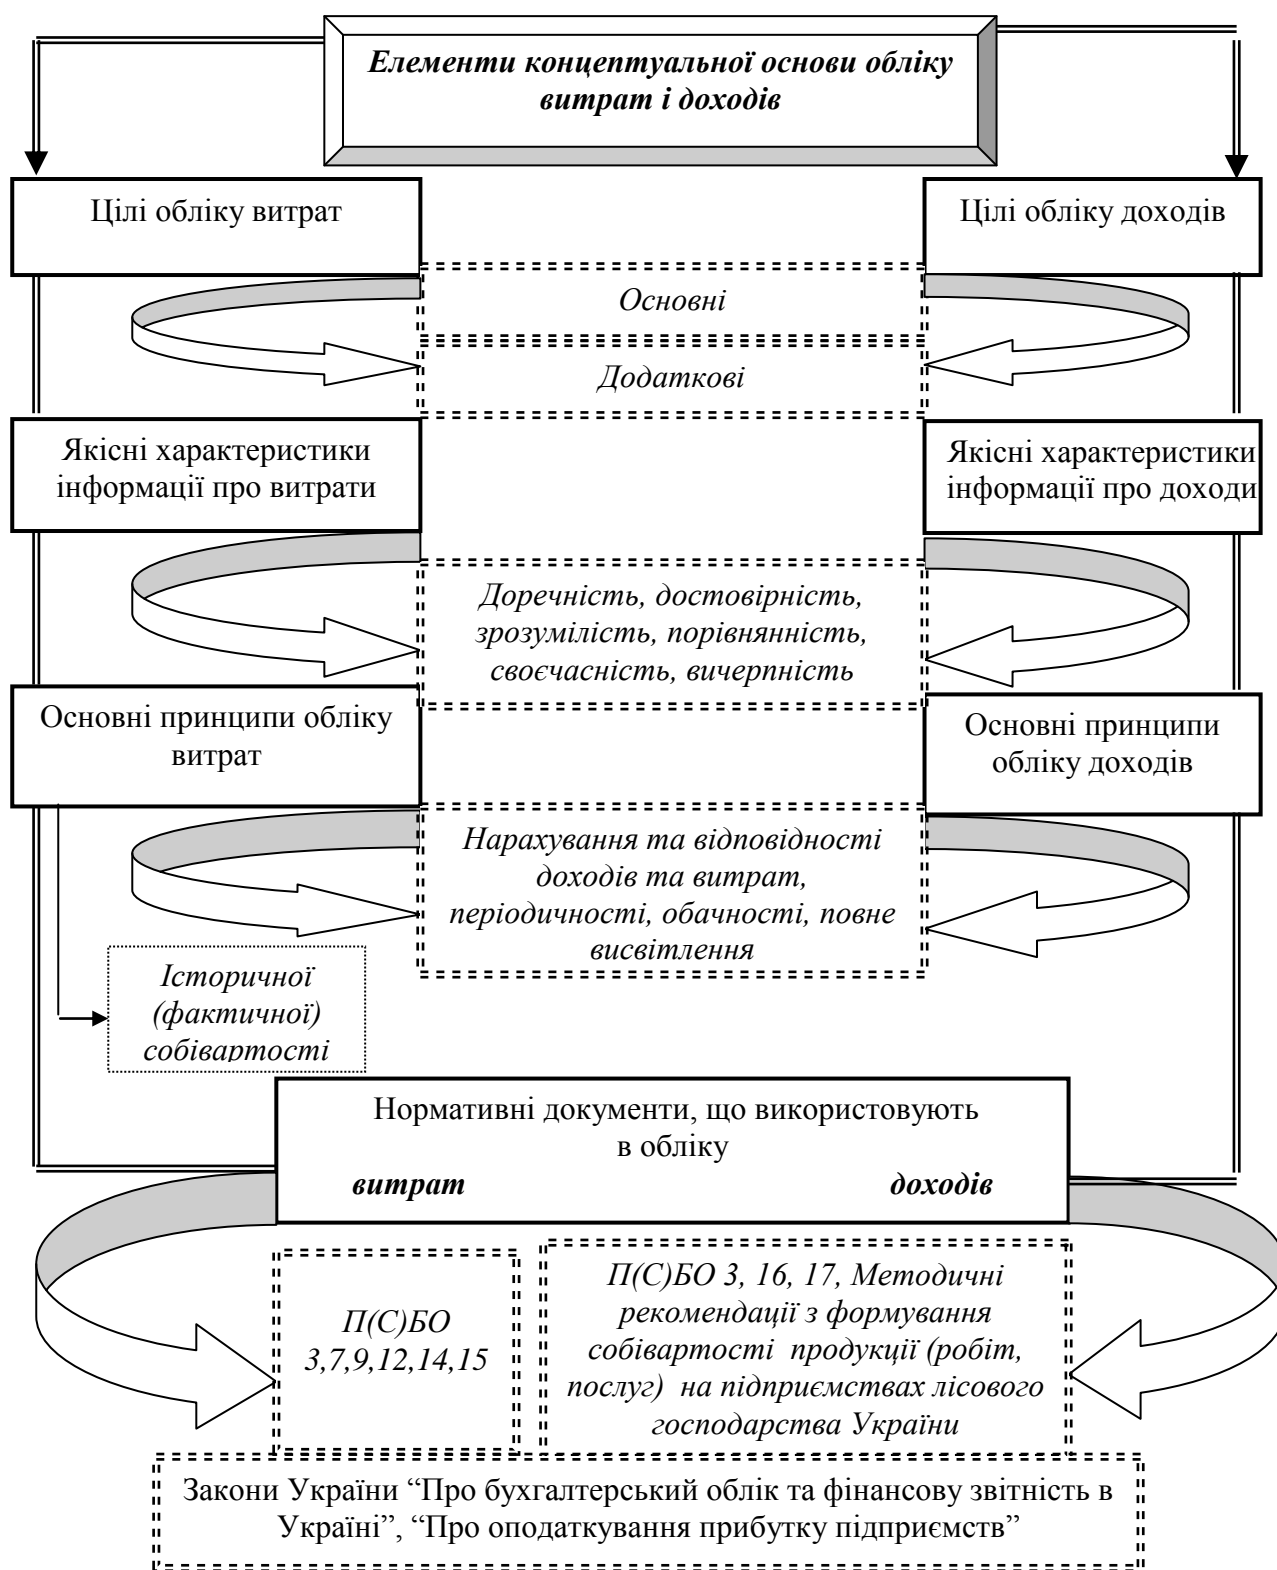 Елементи концептуальної основи обліку
витрат і доходів
Цілі обліку витрат
Цілі обліку доходів
Основні
Додаткові
Якісні характеристики
інформації про витрати
Якісні характеристики
інформації про доходи
Доречність, достовірність,
зрозумілість, порівнянність,
своєчасність, вичерпність
Основні принципи обліку
витрат
Основні принципи
обліку доходів
Нарахування та відповідності
доходів та витрат,
періодичності, обачності, повне
висвітлення
Історичної
(фактичної)
собівартості
Нормативні документи, що використовують
в обліку
витрат доходів
П(С)БО
3,7,9,12,14,15
П(С)БО 3, 16, 17, Методичні
рекомендації з формування
собівартості продукції (робіт,
послуг) на підприємствах лісового
господарства України
Закони України “Про бухгалтерський облік та фінансову звітність в
Україні”, “Про оподаткування прибутку підприємств”